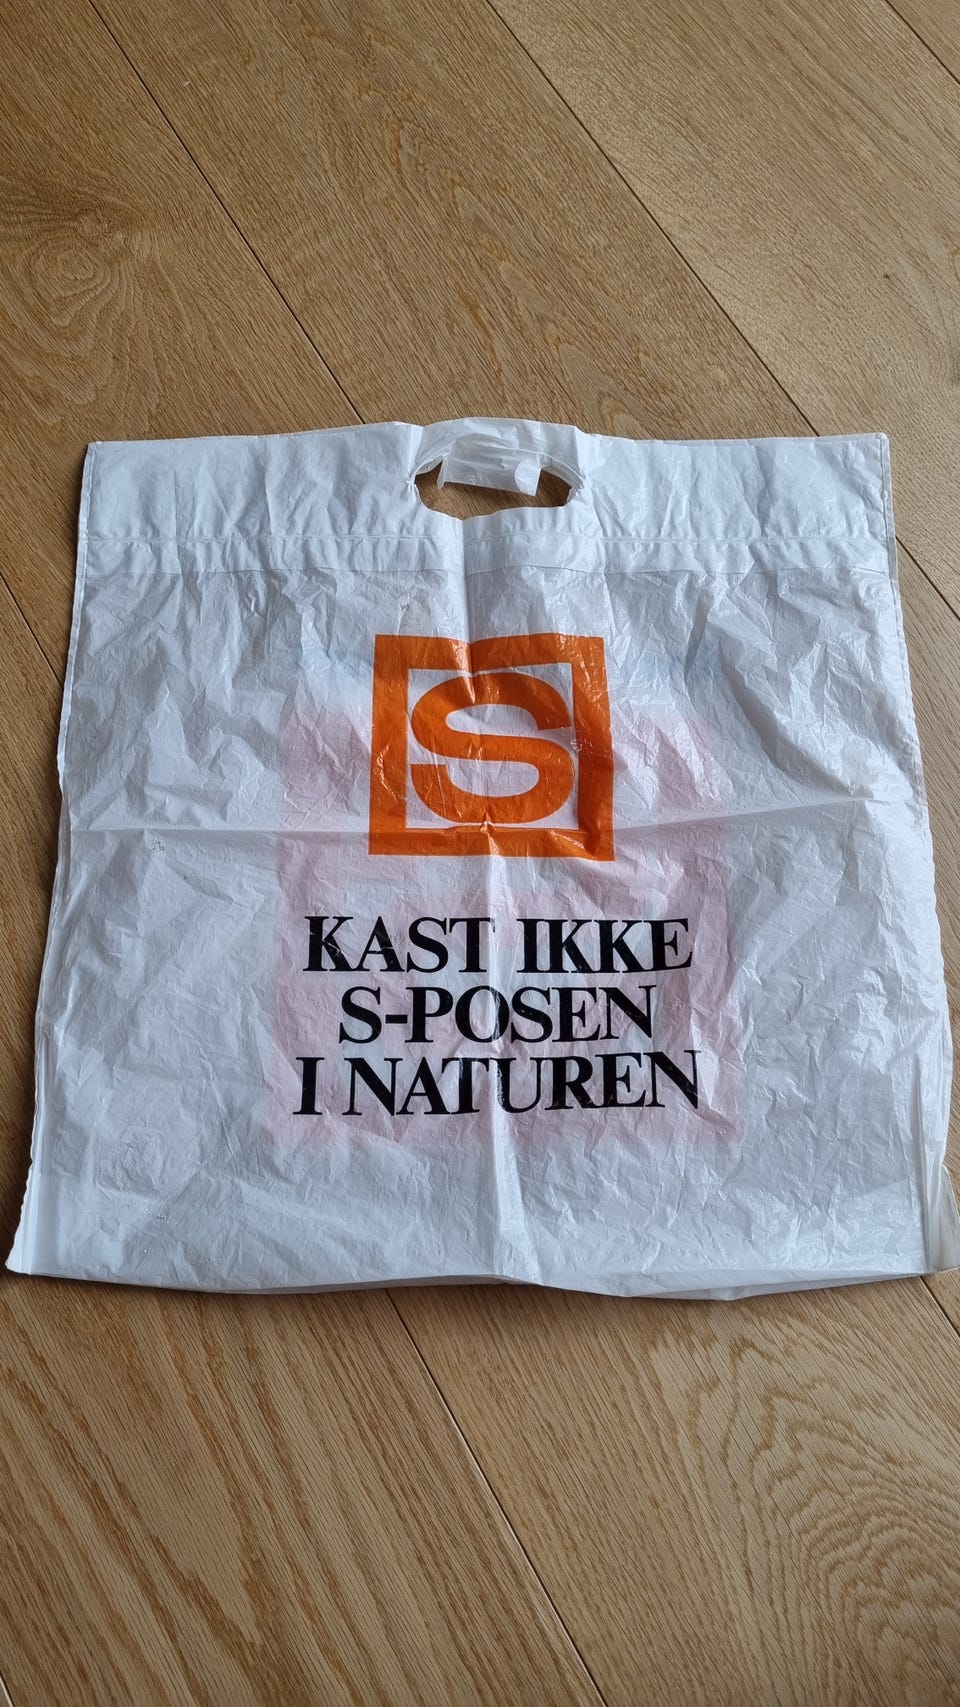 S
KAST IKKE
S-POSEN
I NATUREN